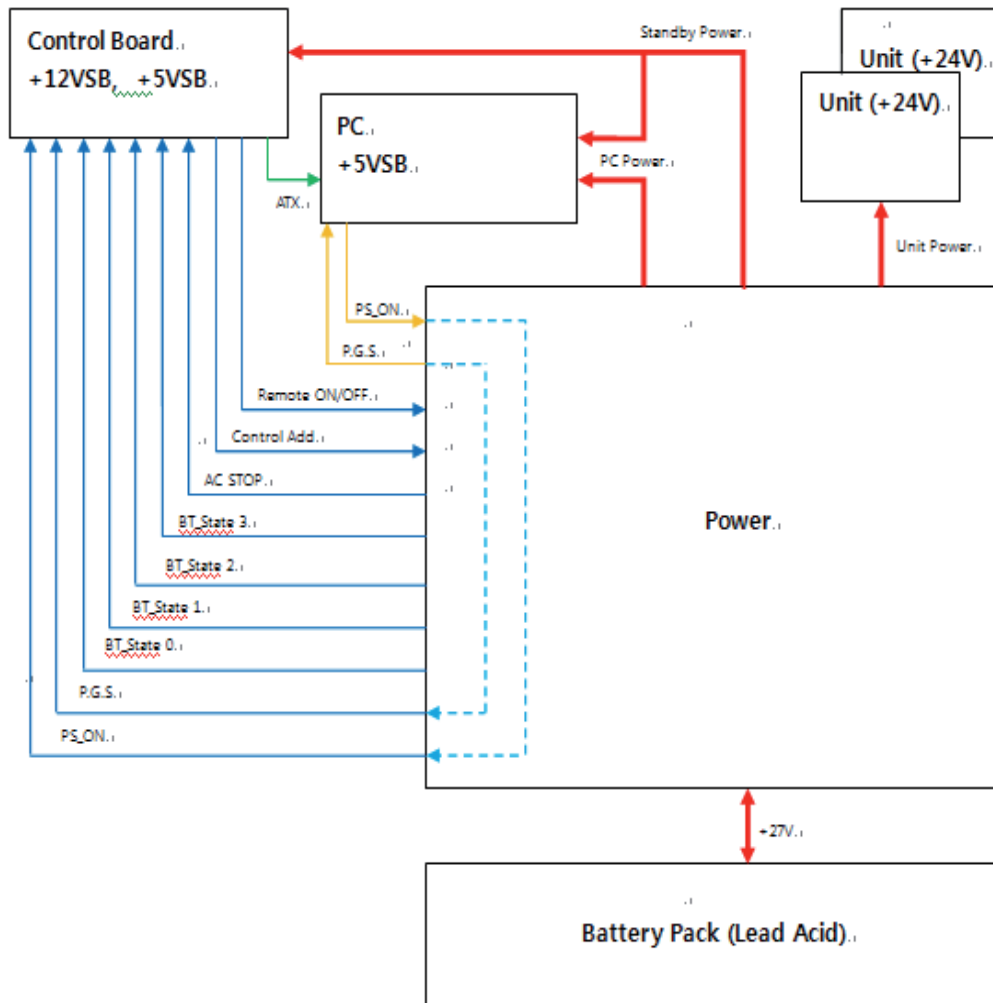 Control Board
+12VSB, +5VSB
Standby Power
Unit (+24V)
Unit (+24V)
PC
+5VSB
PC Power
ATX
Unit Power
PS_ON
P.G.S
Remote ON/OFF
Control Add
AC STOP
BT_State 3
Power
BT_State 2
BT_State 1
BT_State 0
P.G.S
PS_ON
+27V
Battery Pack (Lead Acid)